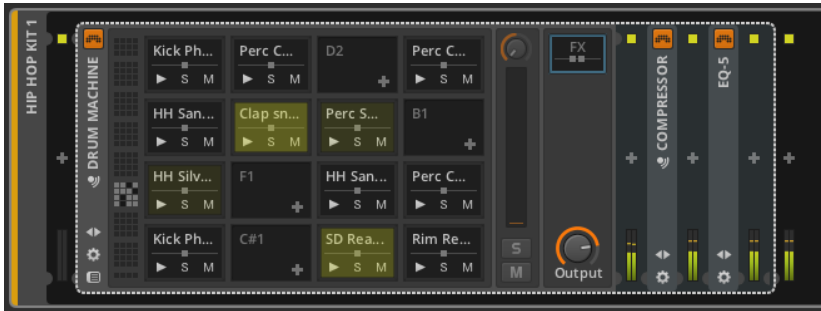 HIP HOP KIT 1
DRUM MACHINE
Kick Ph...
S M
Perc C...
S M
D2
Perc C...
S M
HH San...
S M
Clap sn...
S M
Perc S...
S M
B1
HH Silv...
S M
F1
HH San...
S M
Perc C...
S M
Kick Ph...
S M
C#1
SD Rea...
S M
Rim Re...
S M
S
M
FX
Output
COMPRESSOR
EQ-5